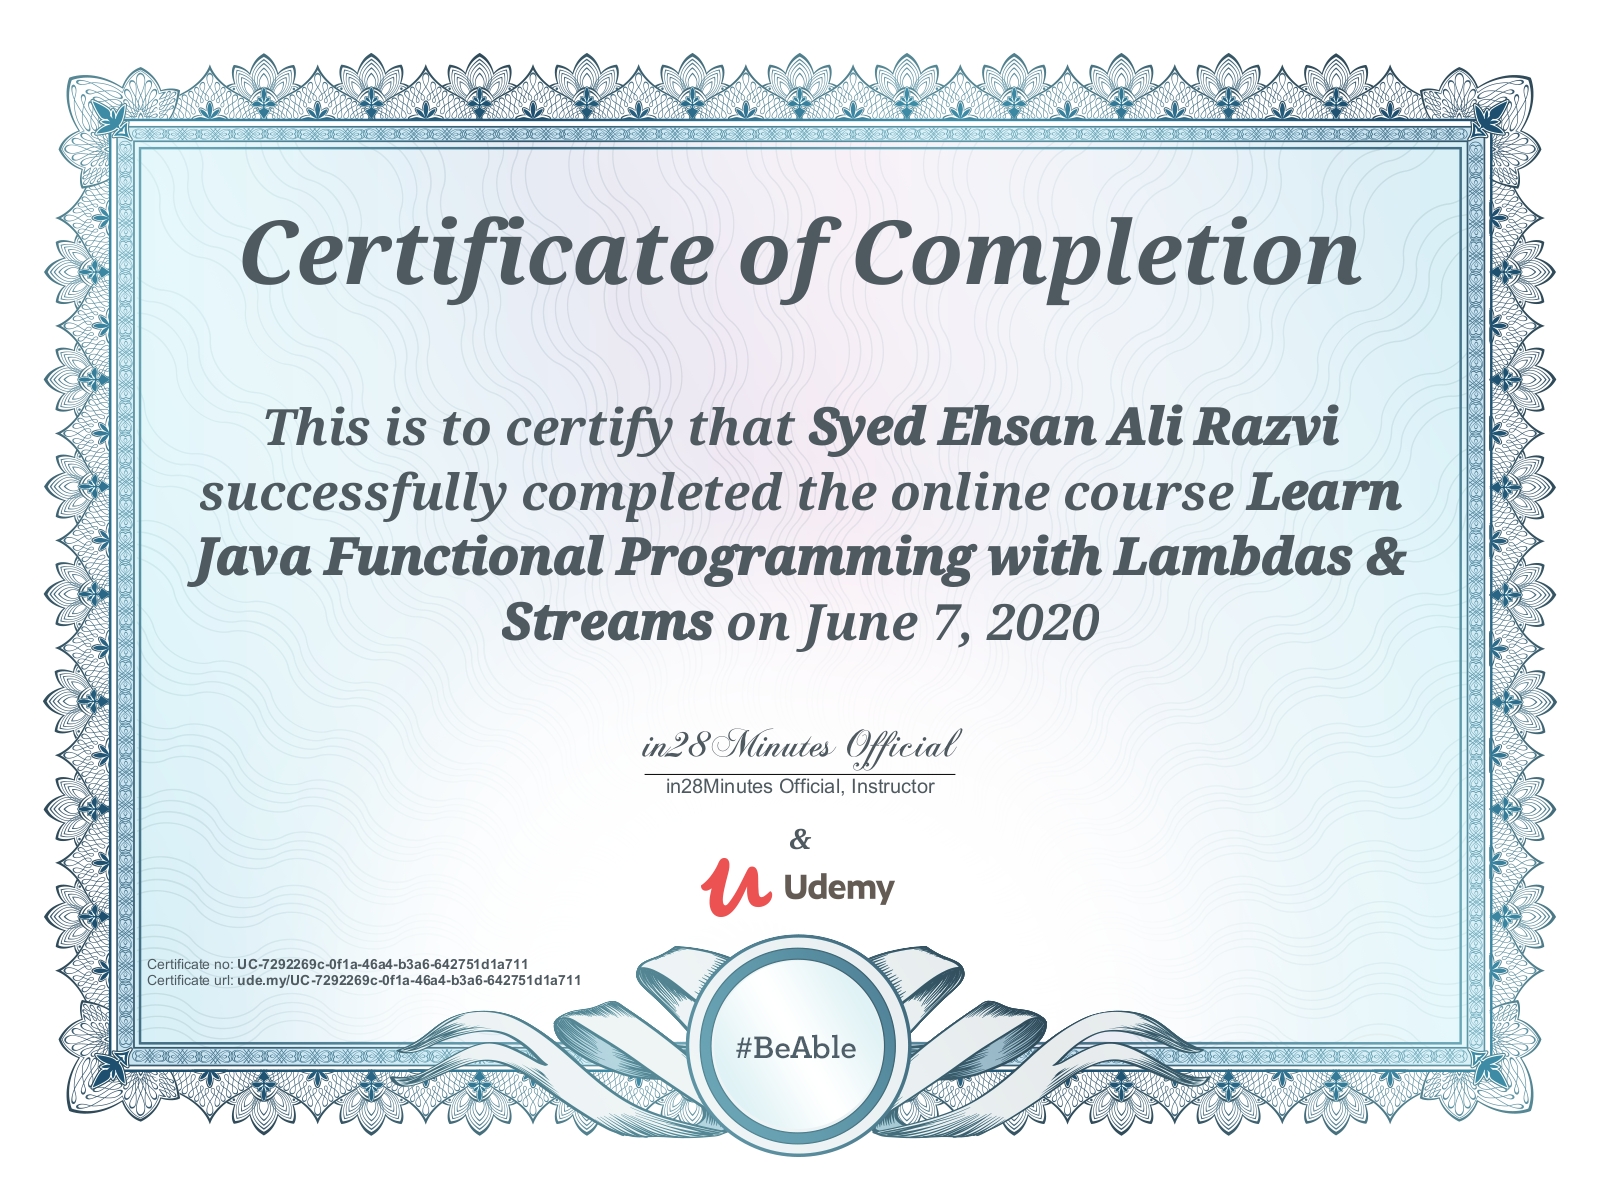 Certificate of Completion
This is to certify that Syed Ehsan Ali Razvi
successfully completed the online course Learn
Java Functional Programming with Lambdas &
Streams on June 7, 2020
in28Minutes Official
in28Minutes Official, Instructor
&
Udemy
Certificate no: UC-7292269c-0f1a-46a4-b3a6-642751d1a711
Certificate url: ude.my/UC-7292269c-0f1a-46a4-b3a6-642751d1a711
#BeAble